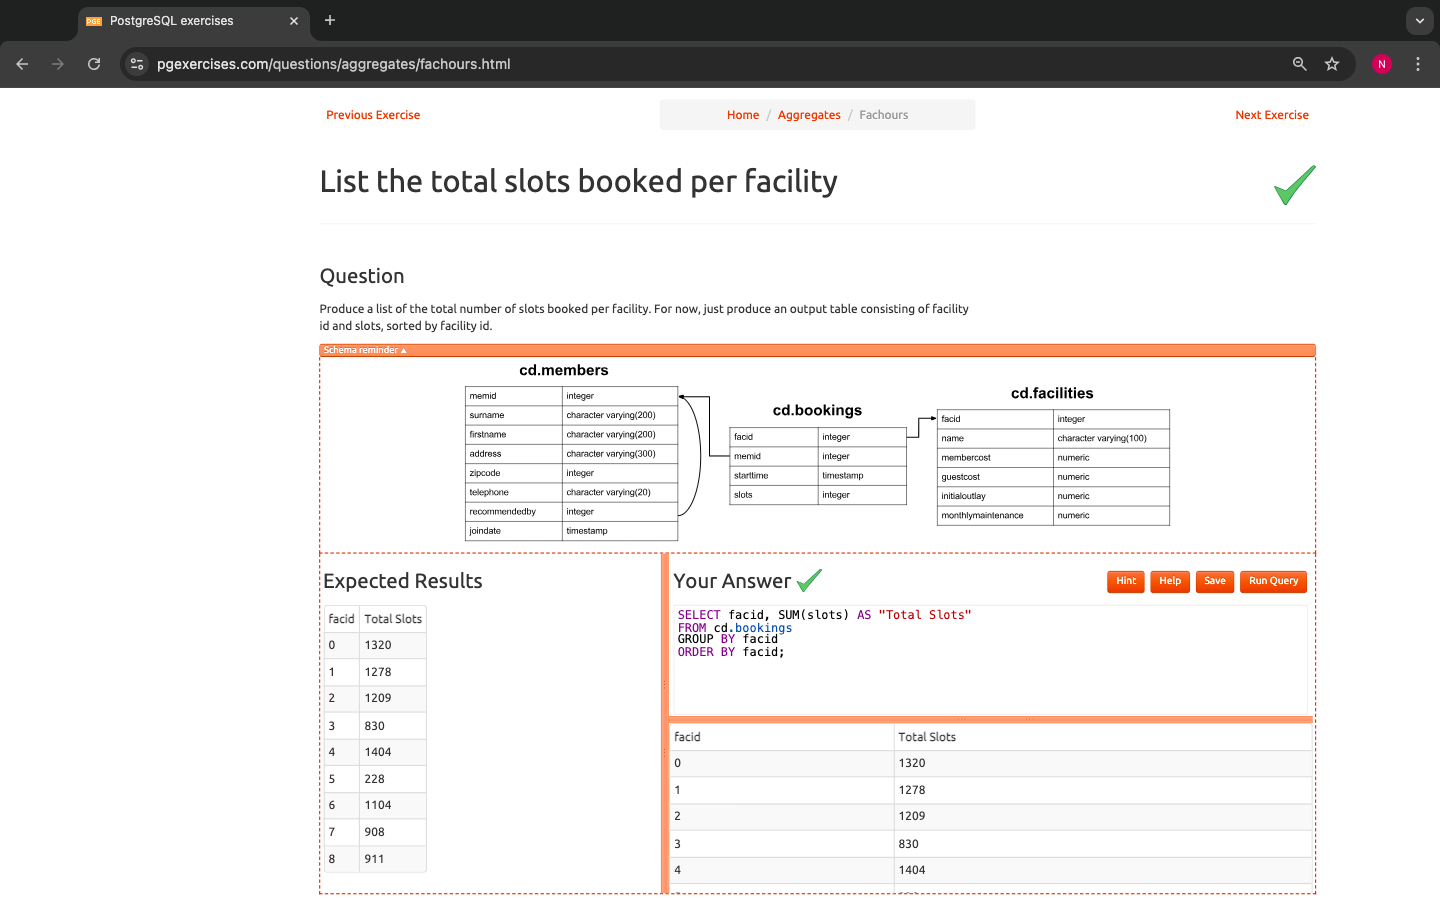 PGE PostgreSQL exercises
pgexercises.com/questions/aggregates/fachours.html
N
Previous Exercise
Home / Aggregates / Fachours
Next Exercise
List the total slots booked per facility
Question
Produce a list of the total number of slots booked per facility. For now, just produce an output table consisting of facility
id and slots, sorted by facility id.
Schema reminder
cd.members
memid integer
surname character varying(200)
firstname character varying(200)
address character varying(300)
zipcode integer
telephone character varying(20)
recommendedby integer
joindate timestamp
cd.bookings
facid integer
memid integer
starttime timestamp
slots integer
cd.facilities
facid integer
name character varying(100)
membercost numeric
guestcost numeric
initialoutlay numeric
monthlymaintenance numeric
Expected Results
facid Total Slots
0 1320
1 1278
2 1209
3 830
4 1404
5 228
6 1104
7 908
8 911
Your Answer
Hint Help Save Run Query
SELECT facid, SUM(slots) AS "Total Slots"
FROM cd.bookings
GROUP BY facid
ORDER BY facid;
facid Total Slots
0 1320
1 1278
2 1209
3 830
4 1404